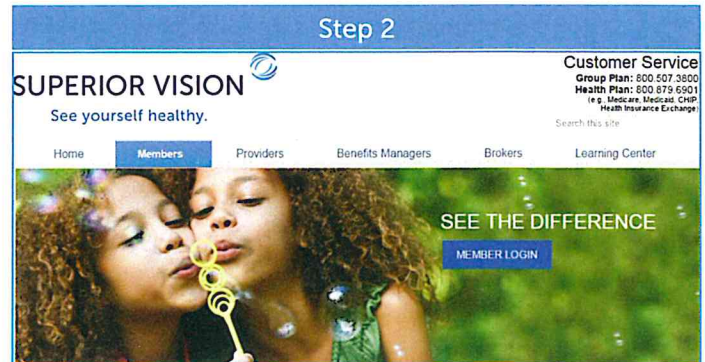 Step 2
SUPERIOR VISION
See yourself healthy.
Customer Service
Group Plan: 800.507.3800
Health Plan: 800.879.6901
(e.g., Medicare, Medicaid, CHIP,
Health Insurance Exchange)
Search this site
Home Members Providers Benefits Managers Brokers Learning Center
SEE THE DIFFERENCE
MEMBER LOGIN